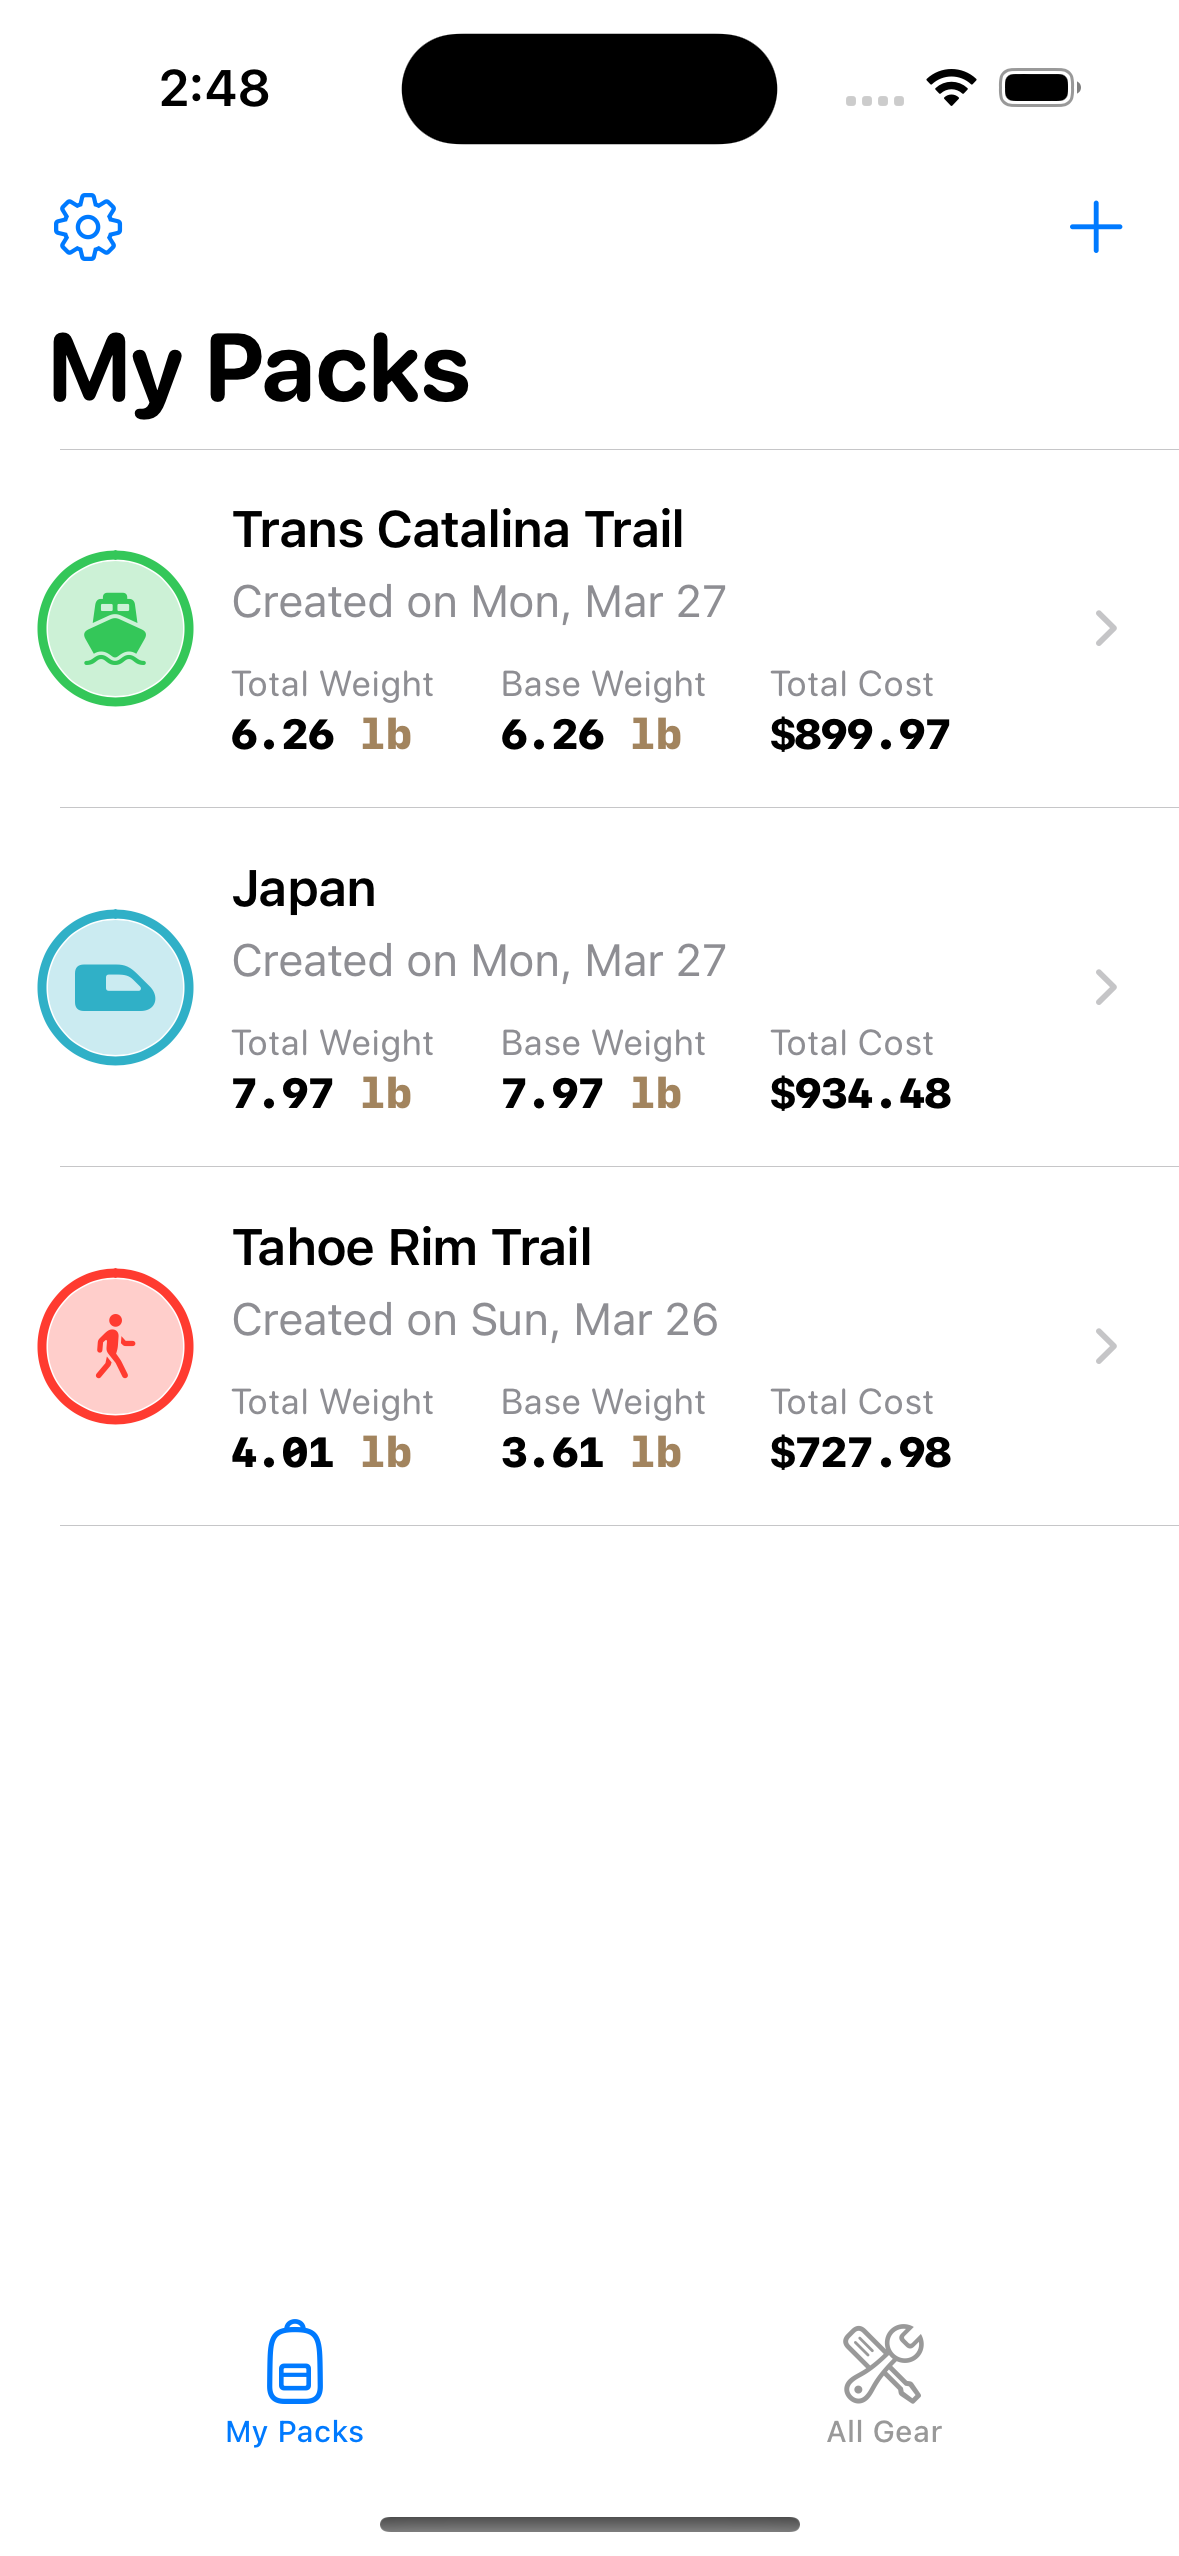 2:48
My Packs
Trans Catalina Trail
Created on Mon, Mar 27
Total Weight Base Weight Total Cost
6.26 lb 6.26 lb $899.97
Japan
Created on Mon, Mar 27
Total Weight Base Weight Total Cost
7.97 lb 7.97 lb $934.48
Tahoe Rim Trail
Created on Sun, Mar 26
Total Weight Base Weight Total Cost
4.01 lb 3.61 lb $727.98
My Packs All Gear